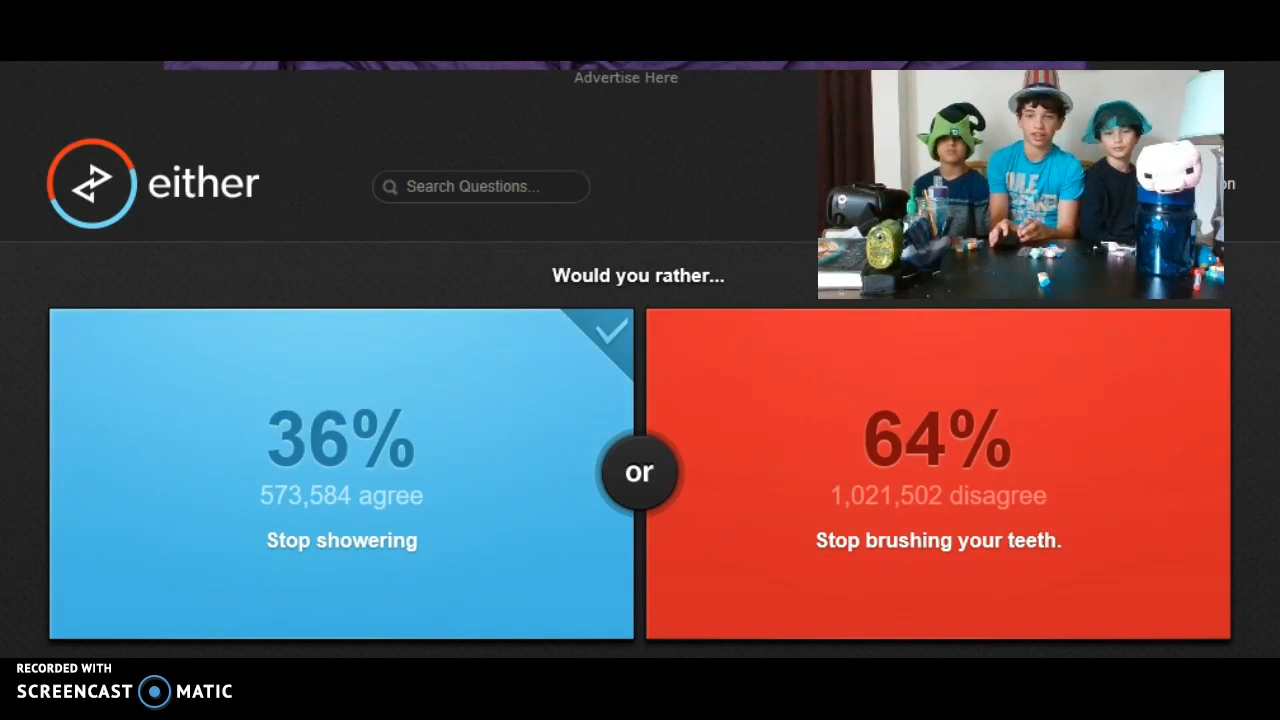 Advertise Here
either
Search Questions...
on
Would you rather...
36%
573,584 agree
Stop showering
or
64%
1,021,502 disagree
Stop brushing your teeth.
RECORDED WITH
SCREENCAST MATIC